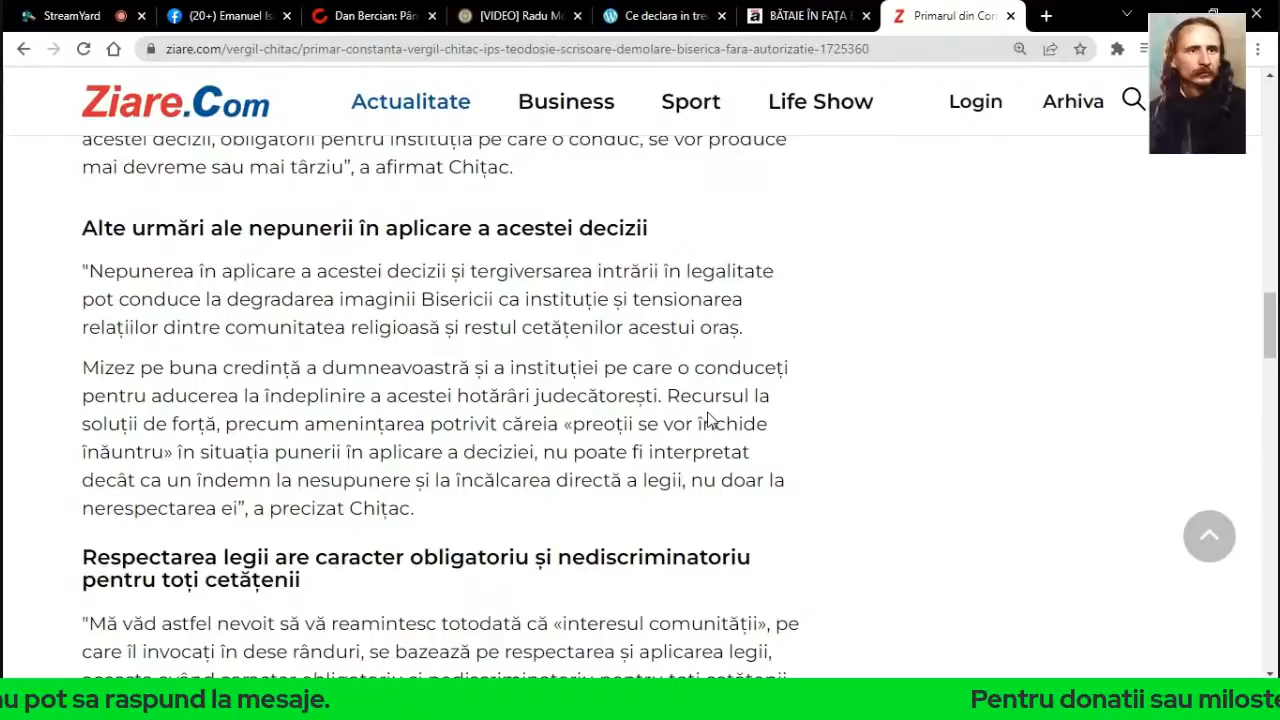 StreamYard
(20+) Emanuel Is
Dan Bercian: Pân
[VIDEO] Radu M
Ce declara in tre
BĂTAIE ÎN FAȚA
Primarul din Con
ziare.com/vergil-chitac/primar-constanta-vergil-chitac-ips-teodosie-scrisoare-demolare-biserica-fara-autorizatie-1725360
Ziare.Com
Actualitate
Business
Sport
Life Show
Login
Arhiva
acestei decizii, obligatorii pentru instituția pe care o conduc, se vor produce
mai devreme sau mai târziu”, a afirmat Chițac.
Alte urmări ale nepunerii în aplicare a acestei decizii
"Nepunerea în aplicare a acestei decizii și tergiversarea intrării în legalitate
pot conduce la degradarea imaginii Bisericii ca instituție și tensionarea
relațiilor dintre comunitatea religioasă și restul cetățenilor acestui oraș.
Mizez pe buna credință a dumneavoastră și a instituției pe care o conduceți
pentru aducerea la îndeplinire a acestei hotărâri judecătorești. Recursul la
soluții de forță, precum amenințarea potrivit căreia «preoții se vor închide
înăuntru» în situația punerii în aplicare a deciziei, nu poate fi interpretat
decât ca un îndemn la nesupunere și la încălcarea directă a legii, nu doar la
nerespectarea ei”, a precizat Chițac.
Respectarea legii are caracter obligatoriu și nediscriminatoriu
pentru toți cetățenii
"Mă văd astfel nevoit să vă reamintesc totodată că «interesul comunității», pe
care îl invocați în dese rânduri, se bazează pe respectarea și aplicarea legii,
aceasta având caracter obligatoriu și nediscriminatoriu pentru toți cetățenii
nu pot sa raspund la mesaje.
Pentru donatii sau miloste